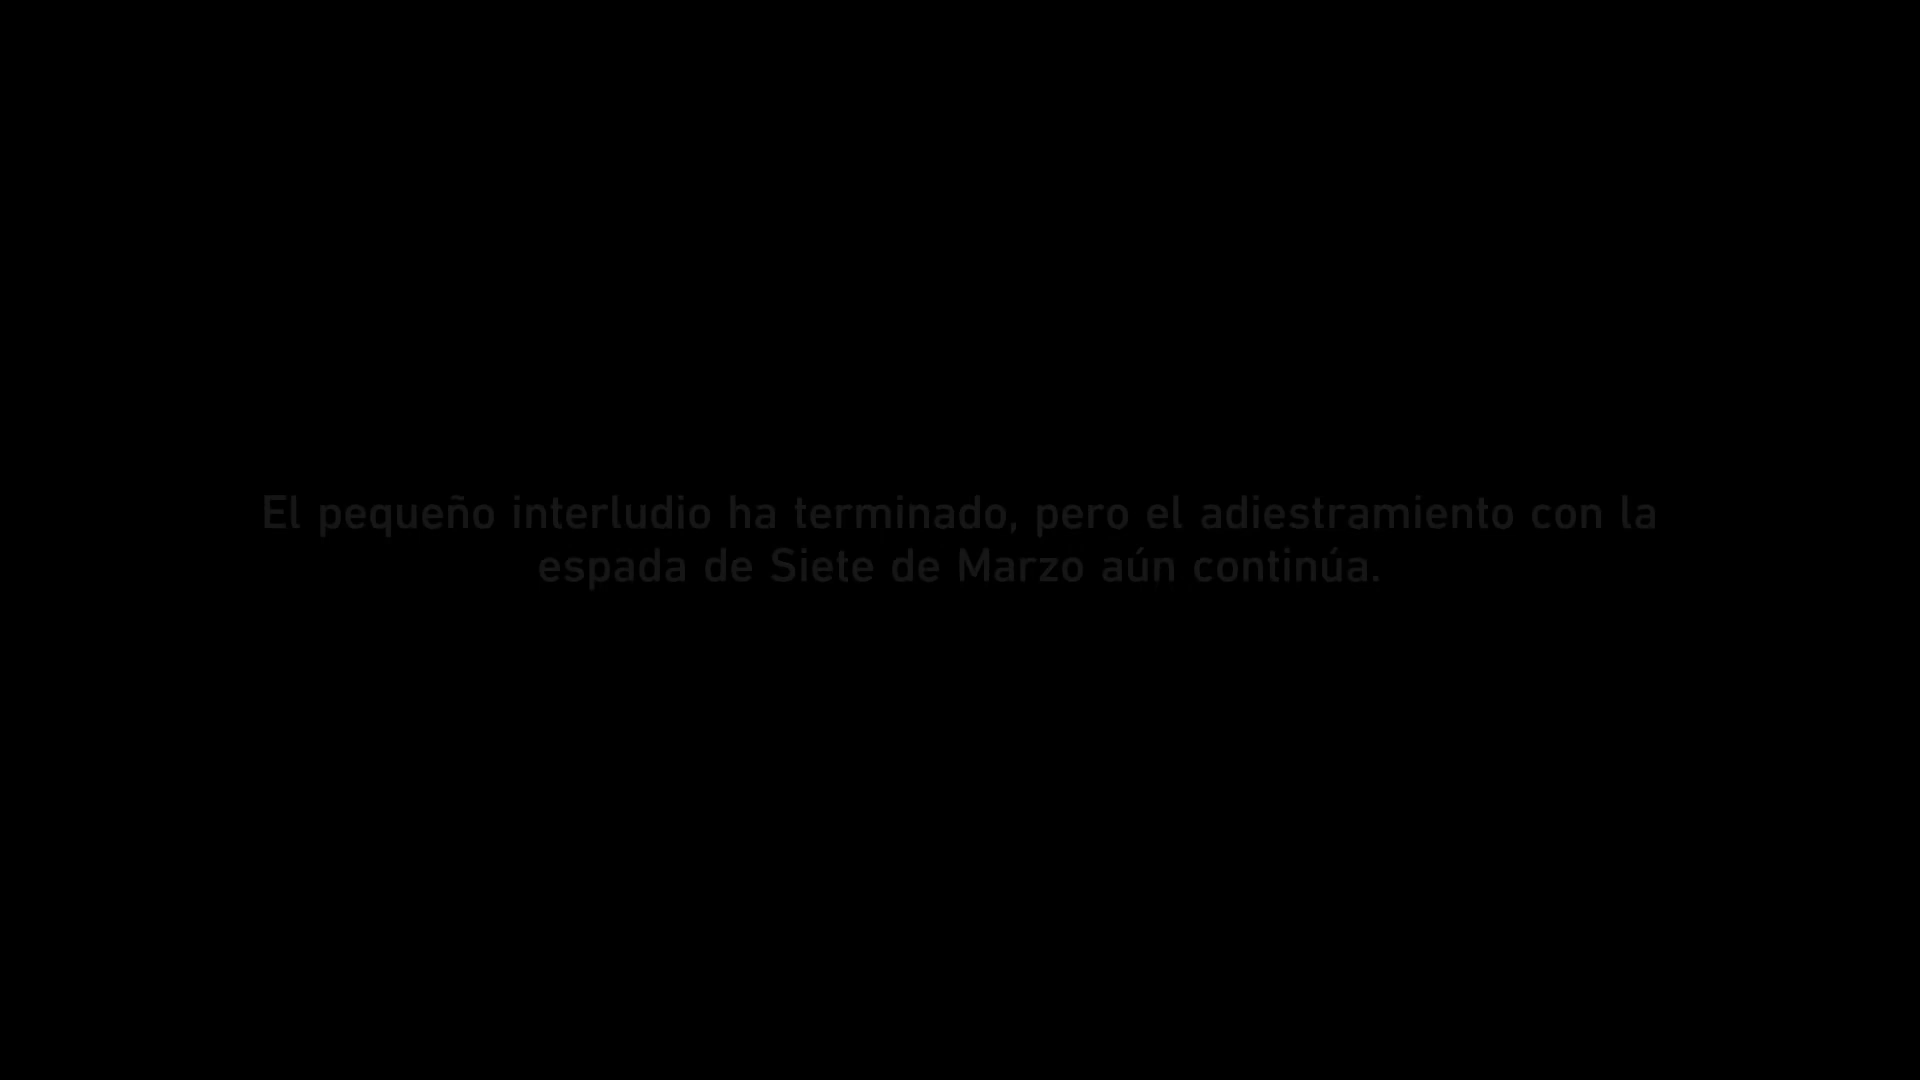 El pequeño interludio ha terminado, pero el adiestramiento con la
espada de Siete de Marzo aún continúa.